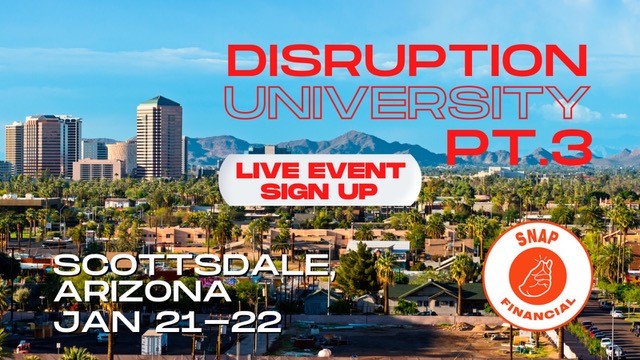 DISRUPTION
UNIVERSITY
PT.3
LIVE EVENT
SIGN UP
SCOTTSDALE,
ARIZONA
JAN 21–22
SNAP
FINANCIAL